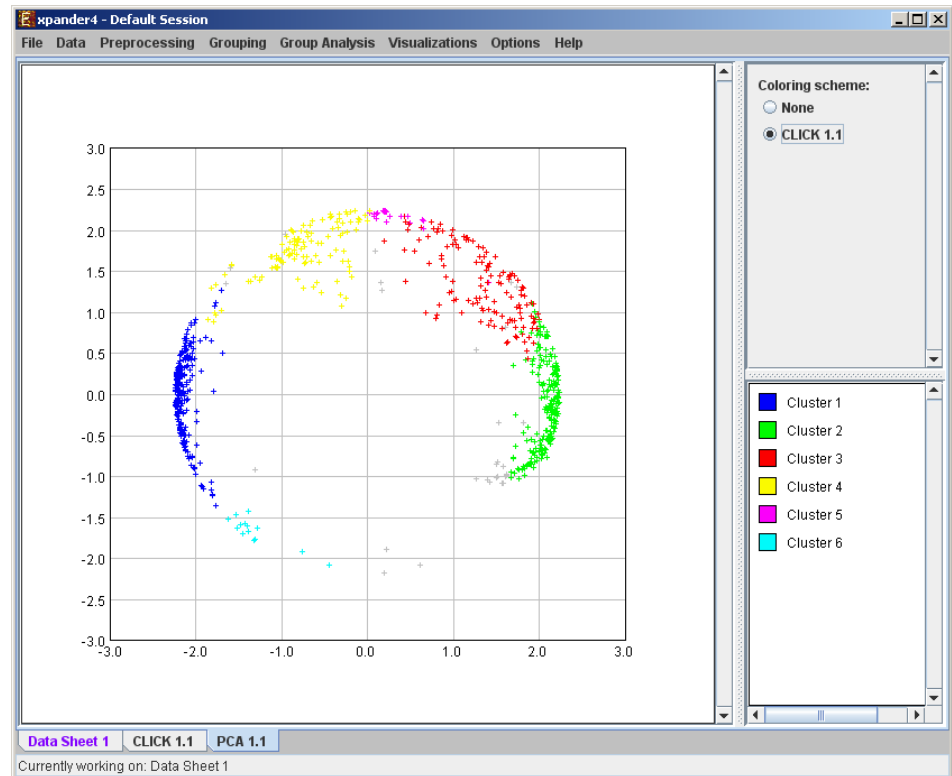 xpander4 - Default Session
File Data Preprocessing Grouping Group Analysis Visualizations Options Help
3.0
2.5
2.0
1.5
1.0
0.5
0.0
-0.5
-1.0
-1.5
-2.0
-2.5
-3.0
-3.0 -2.0 -1.0 0.0 1.0 2.0 3.0
Coloring scheme:
None
CLICK 1.1
Cluster 1
Cluster 2
Cluster 3
Cluster 4
Cluster 5
Cluster 6
Data Sheet 1 CLICK 1.1 PCA 1.1
Currently working on: Data Sheet 1